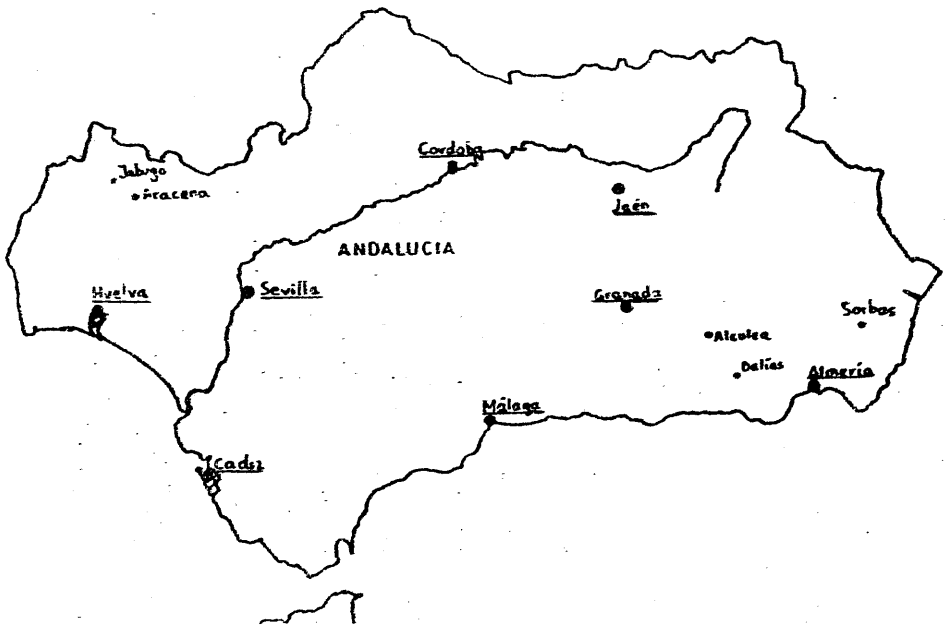 Cordoba
Jabugo
Aracena
Jaén
ANDALUCIA
Huelva
Sevilla
Granada
Sorbas
Alcolea
Dalías
Almería
Málaga
Cadiz